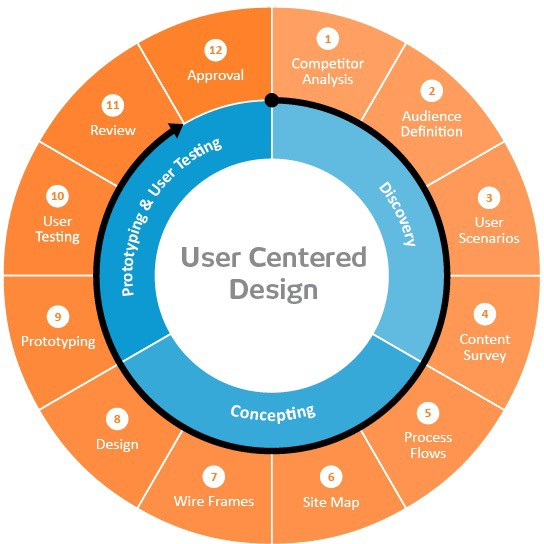 1
Competitor
Analysis
2
Audience
Definition
3
User
Scenarios
4
Content
Survey
5
Process
Flows
6
Site Map
7
Wire Frames
8
Design
9
Prototyping
10
User
Testing
11
Review
12
Approval
Discovery
Concepting
Prototyping & User Testing
User Centered
Design